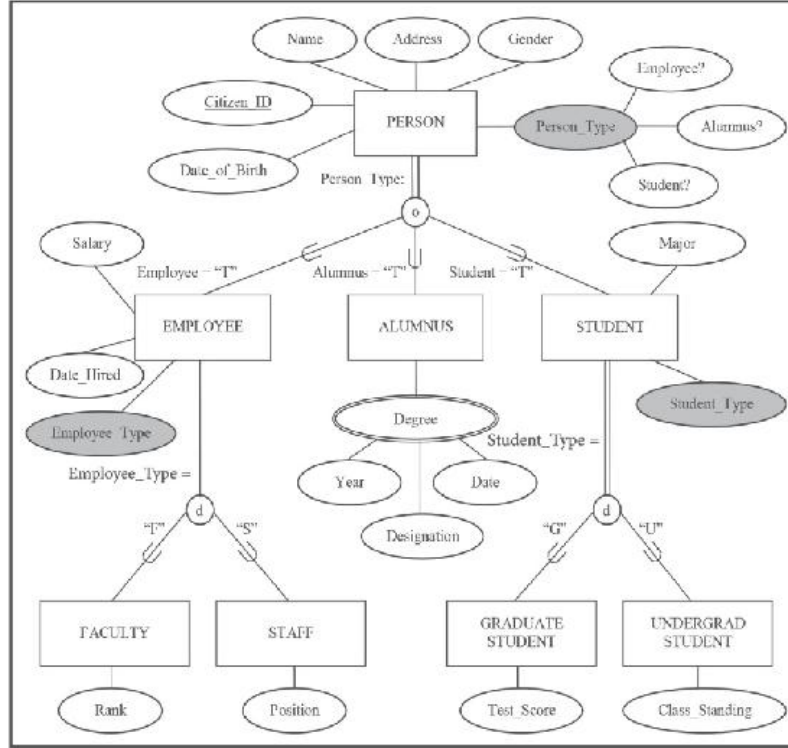 Name
Address
Gender
Employee?
Citizen_ID
PERSON
Person_Type
Alumnus?
Date_of_Birth
Person_Type:
Student?
o
Salary
Major
Employee = “T”
Alumnus = “T”
Student = “T”
EMPLOYEE
ALUMNUS
STUDENT
Date_Hired
Student_Type
Degree
Employee_Type
Student_Type =
Employee_Type =
Year
Date
d
d
Designation
“F”
“S”
“G”
“U”
FACULTY
STAFF
GRADUATE
STUDENT
UNDERGRAD
STUDENT
Rank
Position
Test_Score
Class_Standing